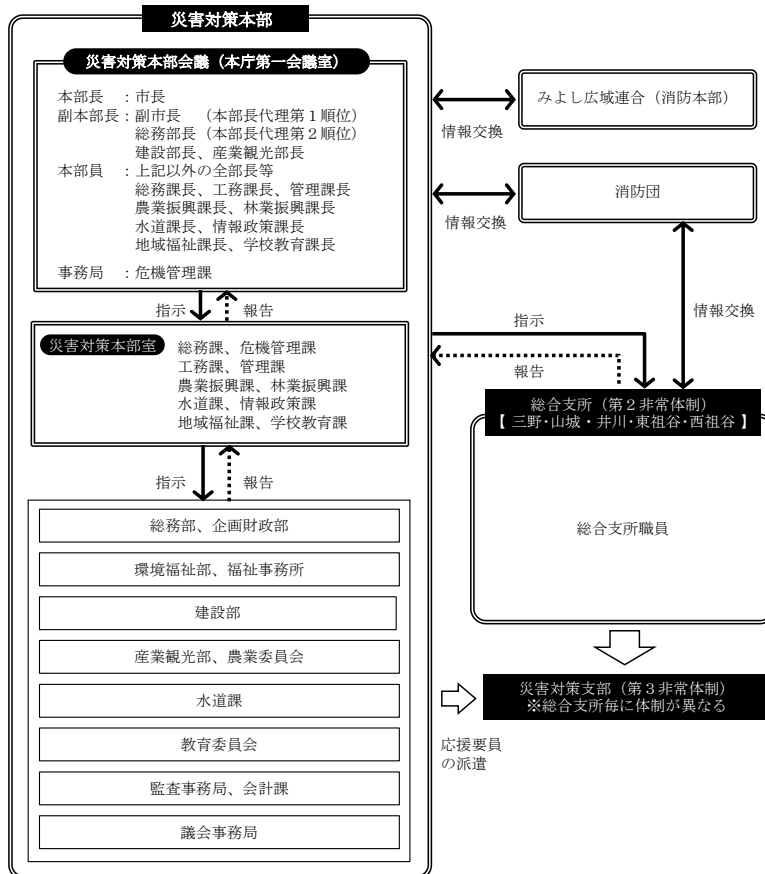 災害対策本部
災害対策本部会議（本庁第一会議室）
本部長　：市長
副本部長：副市長　（本部長代理第１順位）
総務部長（本部長代理第２順位）
建設部長、産業観光部長
本部員　：上記以外の全部長等
総務課長、工務課長、管理課長
農業振興課長、林業振興課長
水道課長、情報政策課長
地域福祉課長、学校教育課長
事務局　：危機管理課
指示
報告
災害対策本部室
総務課、危機管理課
工務課、管理課
農業振興課、林業振興課
水道課、情報政策課
地域福祉課、学校教育課
指示
報告
総務部、企画財政部
環境福祉部、福祉事務所
建設部
産業観光部、農業委員会
水道課
教育委員会
監査事務局、会計課
議会事務局
みよし広域連合（消防本部）
情報交換
消防団
情報交換
情報交換
指示
報告
総合支所（第２非常体制）
【 三野・山城・井川・東祖谷・西祖谷 】
総合支所職員
災害対策支部（第３非常体制）
※総合支所毎に体制が異なる
応援要員
の派遣